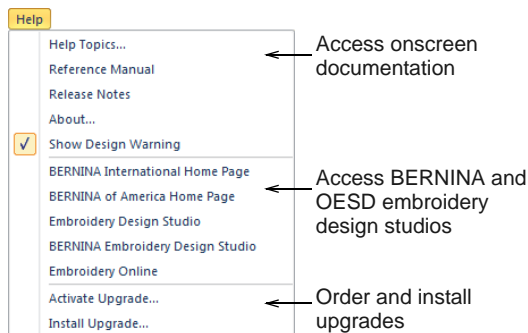 Help
Help Topics...
Reference Manual
Release Notes
About...
Show Design Warning
BERNINA International Home Page
BERNINA of America Home Page
Embroidery Design Studio
BERNINA Embroidery Design Studio
Embroidery Online
Activate Upgrade...
Install Upgrade...
Access onscreen
documentation
Access BERNINA and
OESD embroidery
design studios
Order and install
upgrades